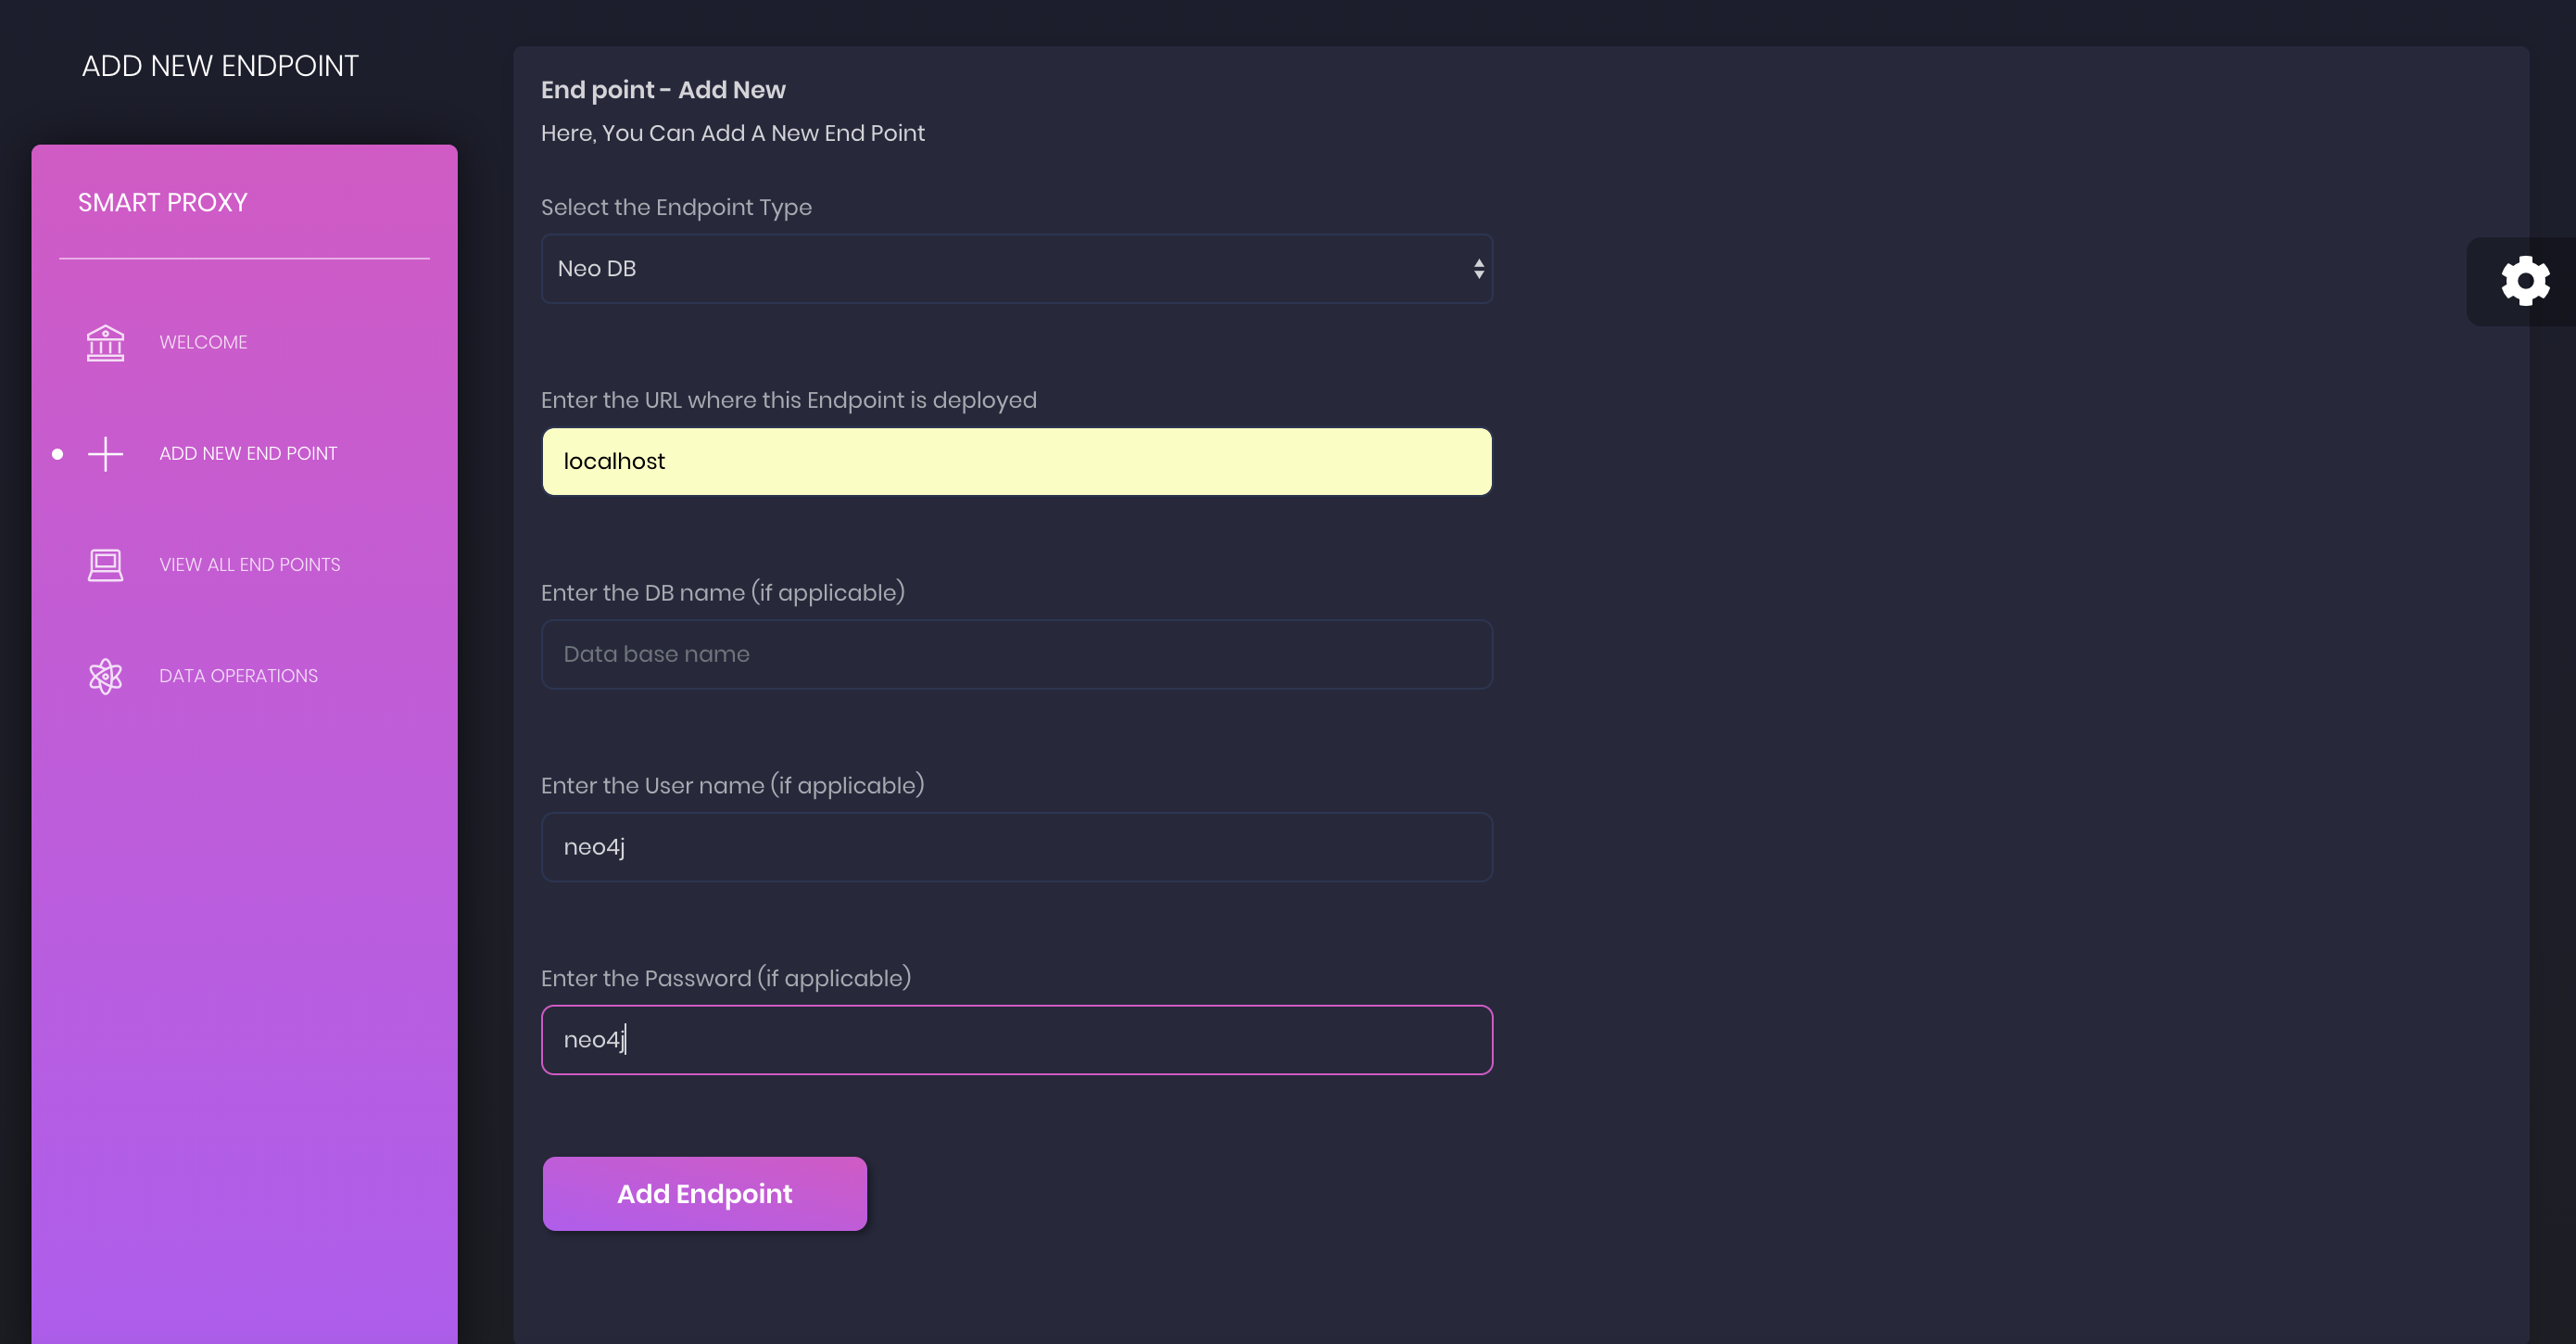 ADD NEW ENDPOINT
SMART PROXY
WELCOME
ADD NEW END POINT
VIEW ALL END POINTS
DATA OPERATIONS
End point - Add New
Here, You Can Add A New End Point
Select the Endpoint Type
Neo DB
Enter the URL where this Endpoint is deployed
localhost
Enter the DB name (if applicable)
Data base name
Enter the User name (if applicable)
neo4j
Enter the Password (if applicable)
neo4j
Add Endpoint